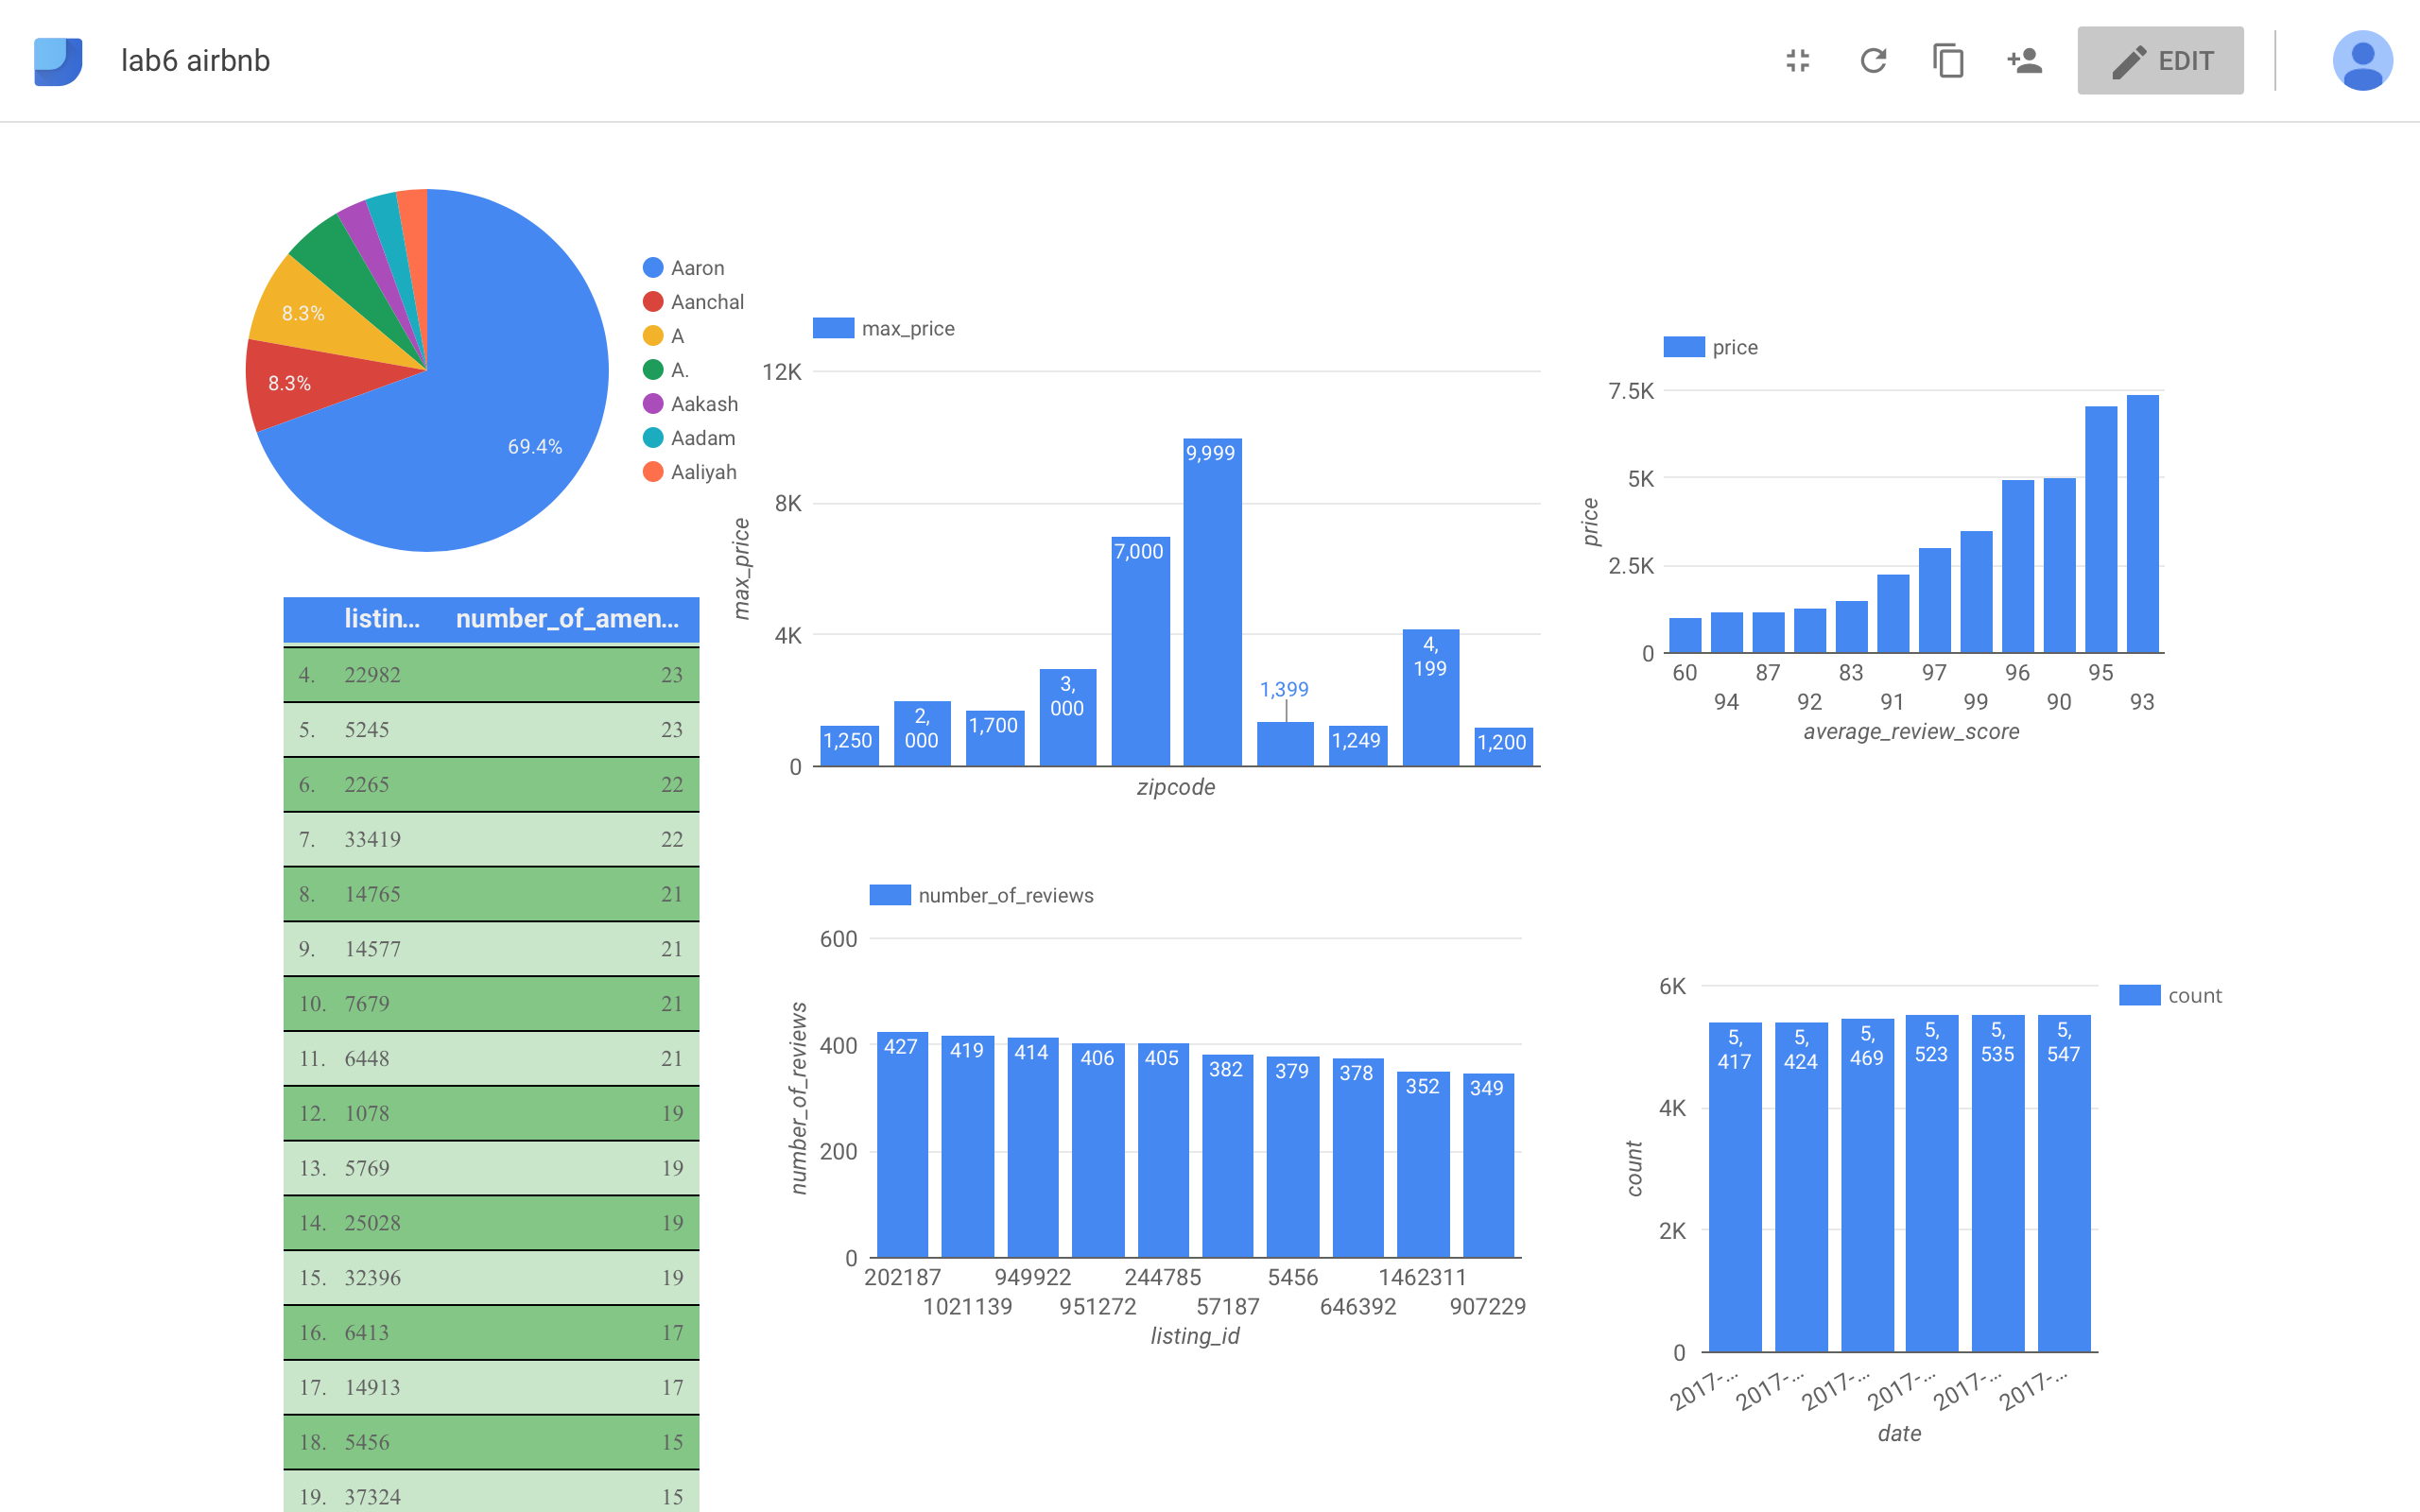 lab6 airbnb
EDIT
Aaron
Aanchal
A
A.
Aakash
Aadam
Aaliyah
8.3%
8.3%
69.4%
listin... number_of_amen...
4. 22982 23
5. 5245 23
6. 2265 22
7. 33419 22
8. 14765 21
9. 14577 21
10. 7679 21
11. 6448 21
12. 1078 19
13. 5769 19
14. 25028 19
15. 32396 19
16. 6413 17
17. 14913 17
18. 5456 15
19. 37324 15
max_price
12K
8K
4K
0
max_price
1,250
2,
000
1,700
3,
000
7,000
9,999
1,399
1,249
4,
199
1,200
zipcode
price
7.5K
5K
2.5K
0
price
60 87 83 97 96 95
94 92 91 99 90 93
average_review_score
number_of_reviews
600
400
200
0
number_of_reviews
427 419 414 406 405 382 379 378 352 349
202187 949922 244785 5456 1462311
1021139 951272 57187 646392 907229
listing_id
count
6K
4K
2K
0
count
5,
417
5,
424
5,
469
5,
523
5,
535
5,
547
2017-... 2017-... 2017-... 2017-... 2017-... 2017-...
date